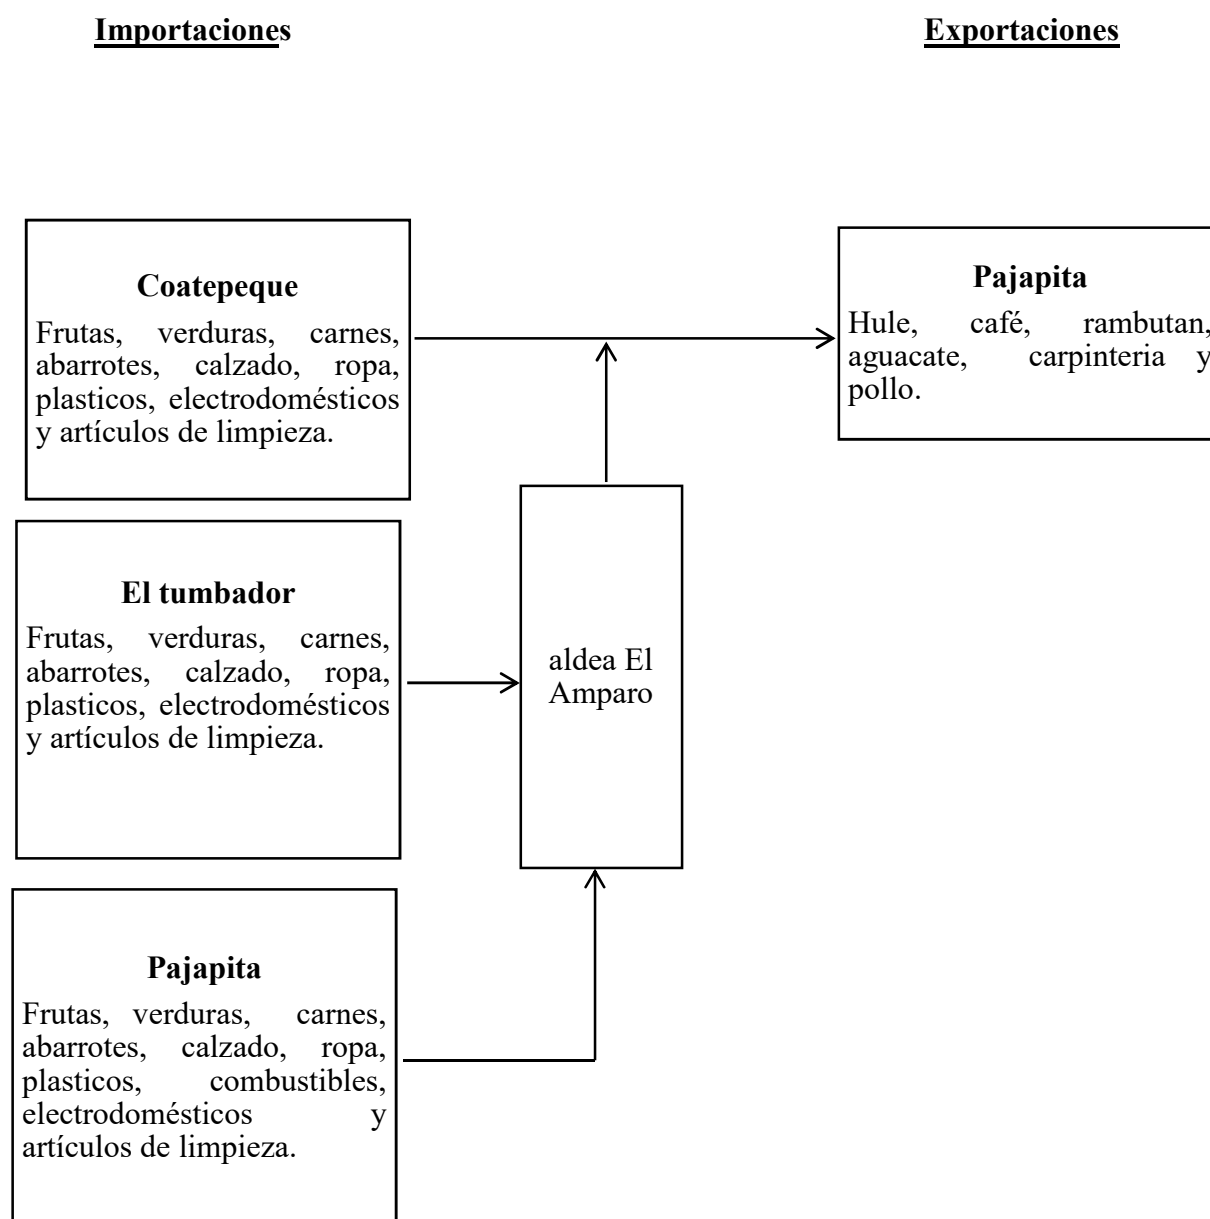 Importaciones
Exportaciones
Coatepeque
Frutas, verduras, carnes,
abarrotes, calzado, ropa,
plasticos, electrodomésticos
y artículos de limpieza.
Pajapita
Hule, café, rambutan,
aguacate, carpinteria y
pollo.
El tumbador
Frutas, verduras, carnes,
abarrotes, calzado, ropa,
plasticos, electrodomésticos
y artículos de limpieza.
aldea El
Amparo
Pajapita
Frutas, verduras, carnes,
abarrotes, calzado, ropa,
plasticos, combustibles,
electrodomésticos y
artículos de limpieza.